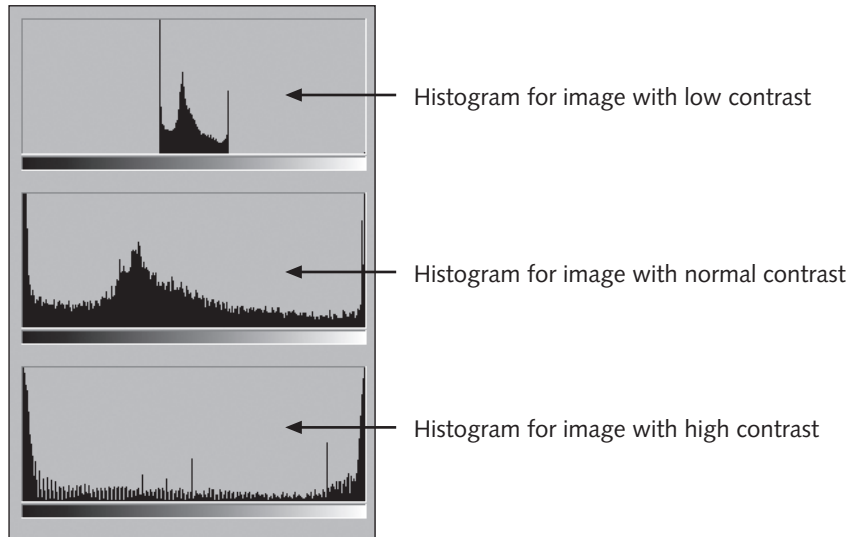 Histogram for image with low contrast
Histogram for image with normal contrast
Histogram for image with high contrast